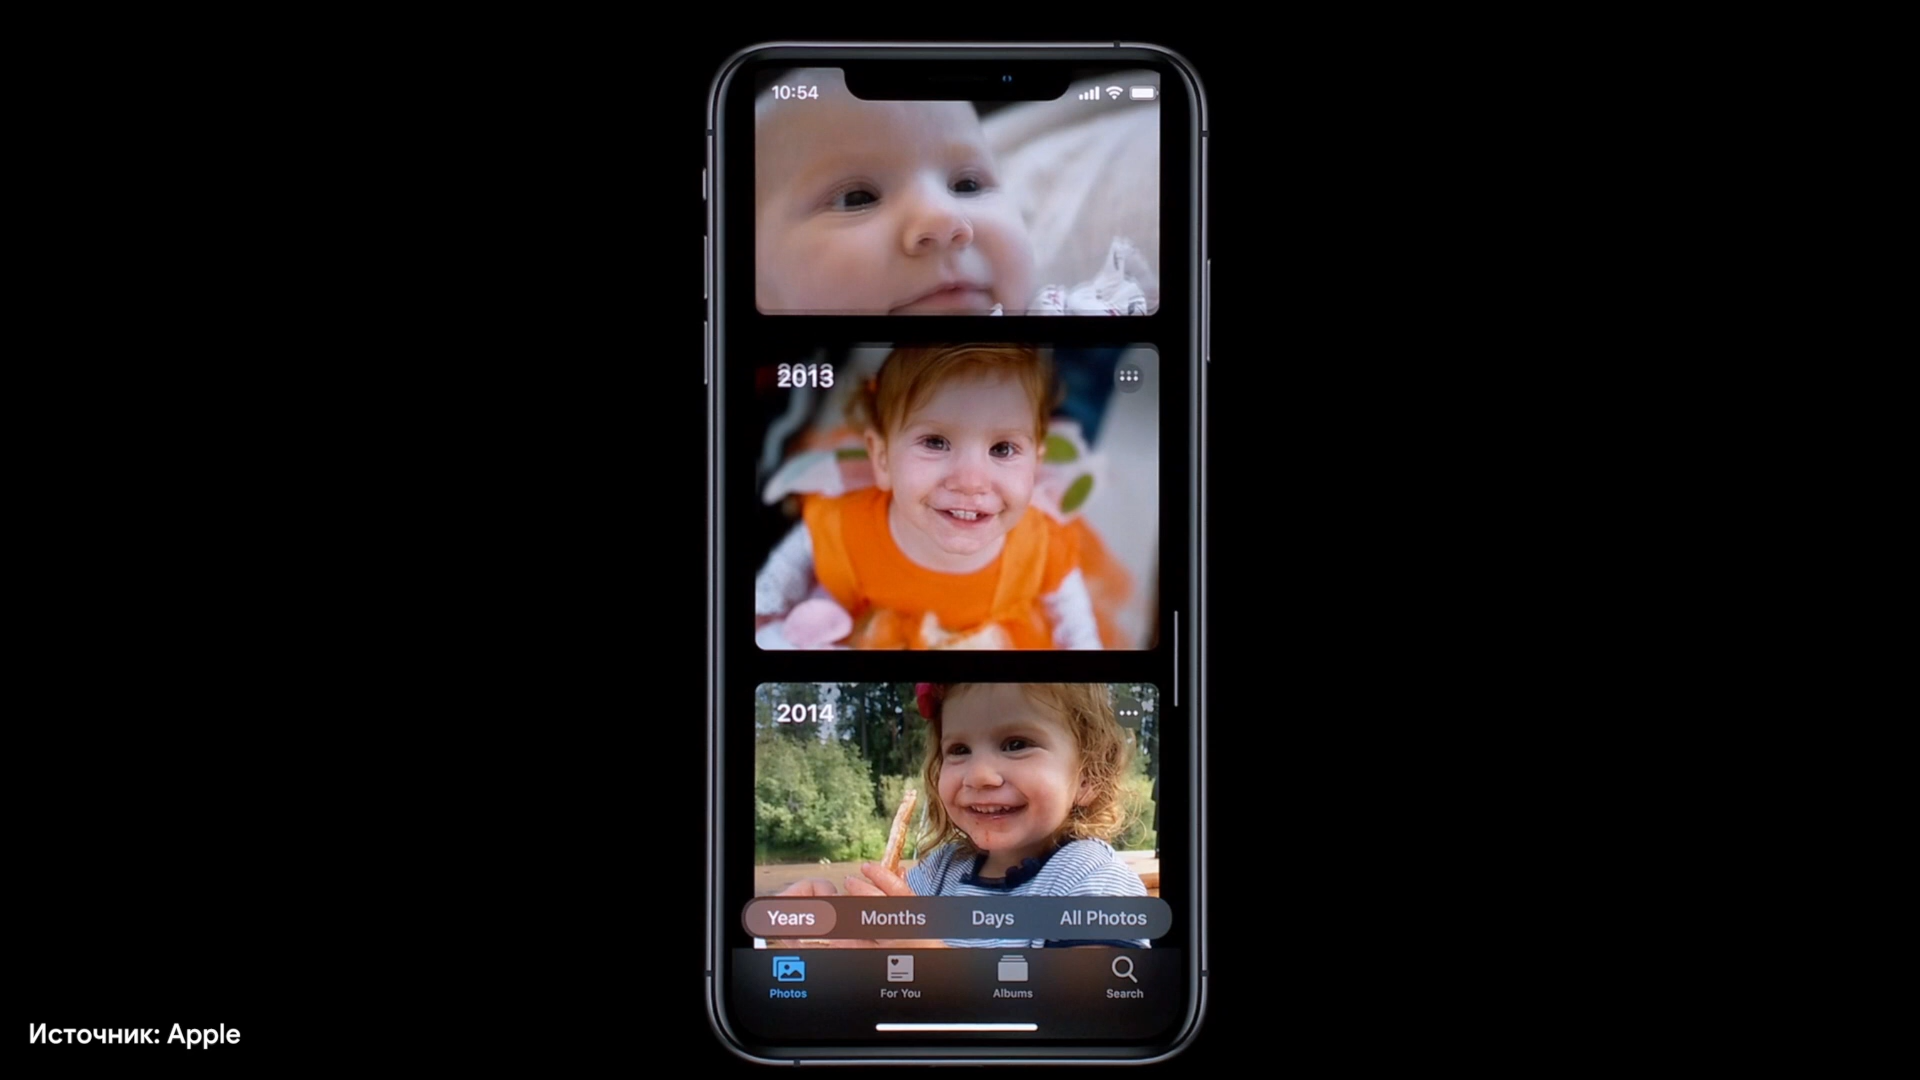 10:54
2013
2014
Years Months Days All Photos
Photos For You Albums Search
Источник: Apple